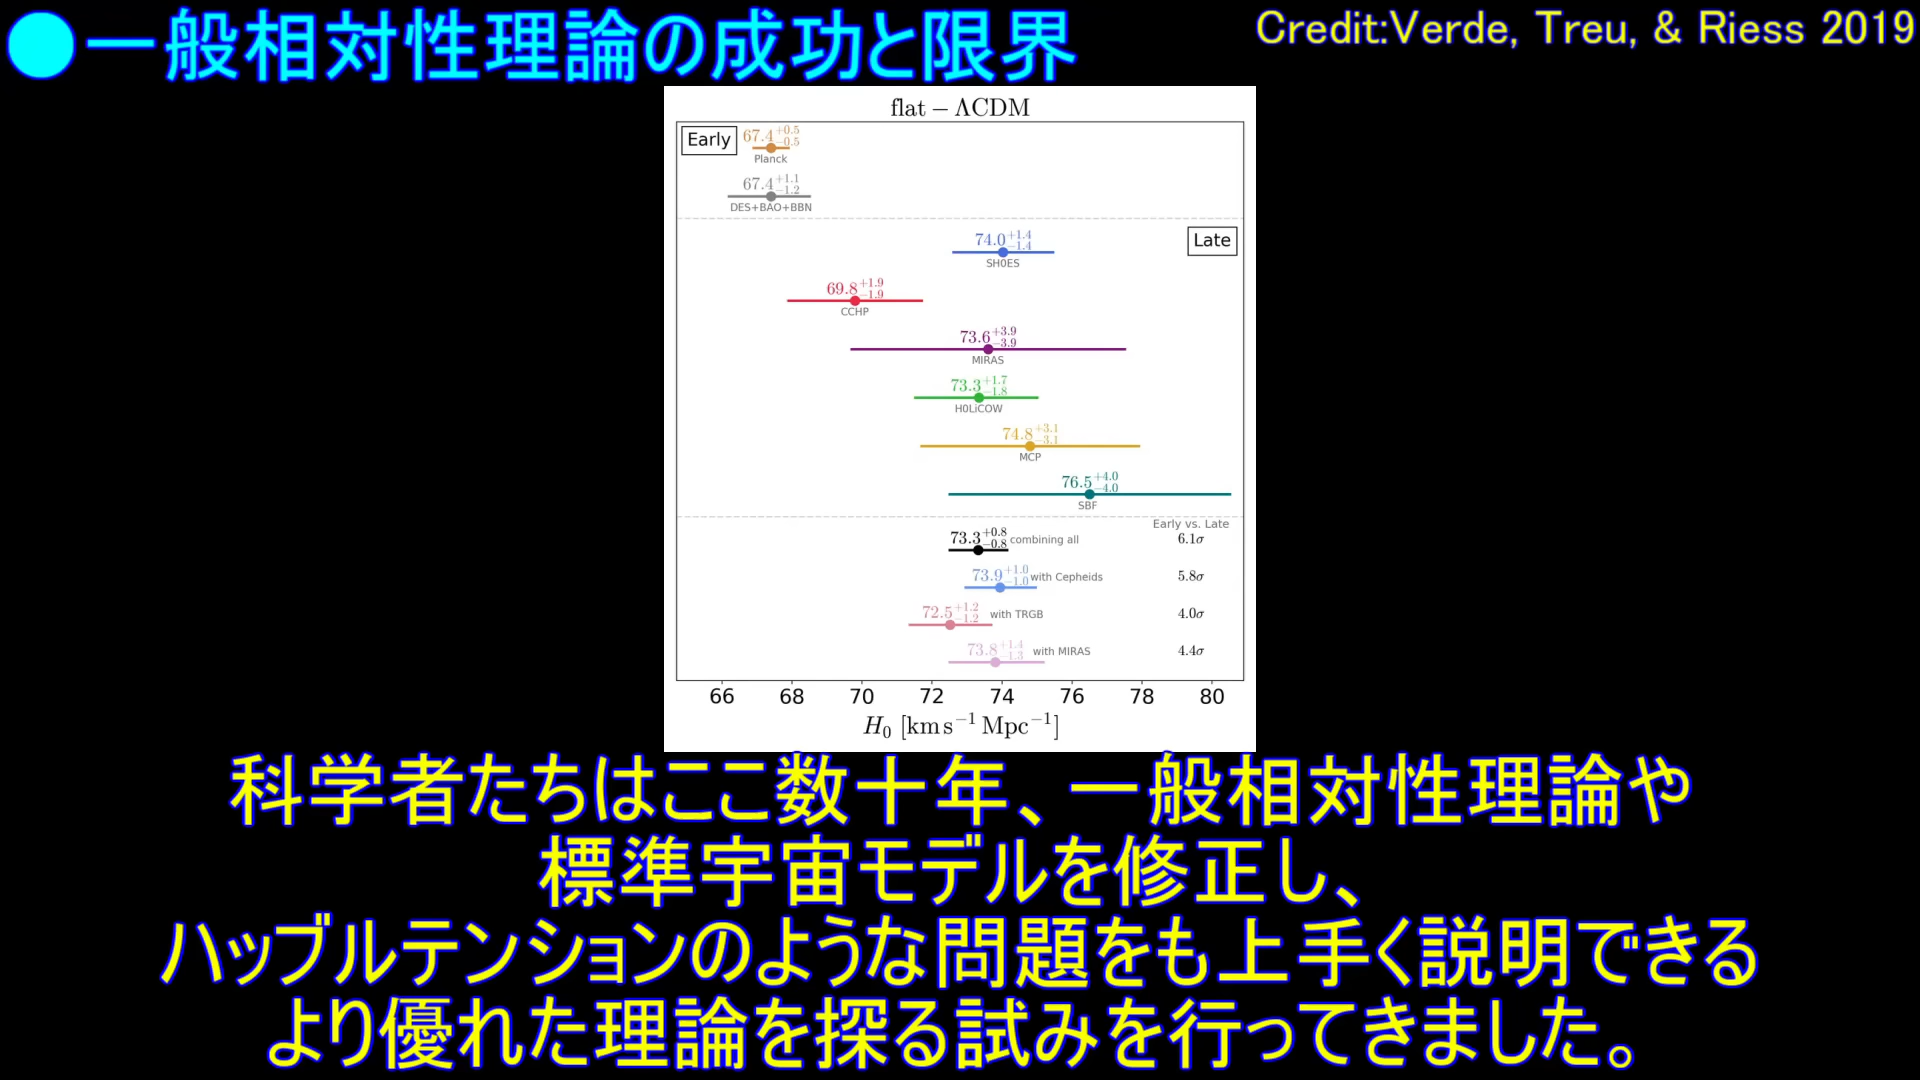 ●一般相対性理論の成功と限界
Credit:Verde, Treu, & Riess 2019
flat − ΛCDM
Early
67.4 +0.5 −0.5
Planck
67.4 +1.1 −1.2
DES+BAO+BBN
Late
74.0 +1.4 −1.4
SH0ES
69.8 +1.9 −1.9
CCHP
73.6 +3.9 −3.9
MIRAS
73.3 +1.7 −1.8
H0LiCOW
74.8 +3.1 −3.1
MCP
76.5 +4.0 −4.0
SBF
Early vs. Late
73.3 +0.8 −0.8 combining all 6.1σ
73.9 +1.0 −1.0 with Cepheids 5.8σ
72.5 +1.2 −1.2 with TRGB 4.0σ
73.8 +1.4 −1.3 with MIRAS 4.4σ
66 68 70 72 74 76 78 80
H₀ [km s⁻¹ Mpc⁻¹]
科学者たちはここ数十年、一般相対性理論や
標準宇宙モデルを修正し、
ハッブルテンションのような問題をも上手く説明できる
より優れた理論を探る試みを行ってきました。